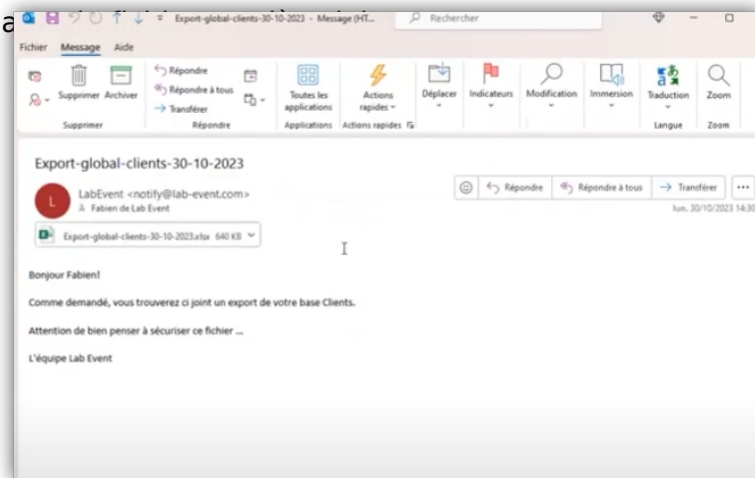 Export-global-clients-30-10-2023 - Message (HT...
Rechercher
Fichier Message Aide
Supprimer Archiver
Répondre
Répondre à tous
Transférer
Toutes les applications
Actions rapides
Déplacer
Indicateurs
Modification
Immersion
Traduction
Zoom
Supprimer Répondre Applications Actions rapides Langue Zoom
Export-global-clients-30-10-2023
L
LabEvent <notify@lab-event.com>
À Fabien de Lab Event
Répondre Répondre à tous Transférer ...
lun. 30/10/2023 14:30
Export-global-clients-30-10-2023.xlsx 640 KB
Bonjour Fabien!
Comme demandé, vous trouverez ci joint un export de votre base Clients.
Attention de bien penser à sécuriser ce fichier ...
L'équipe Lab Event